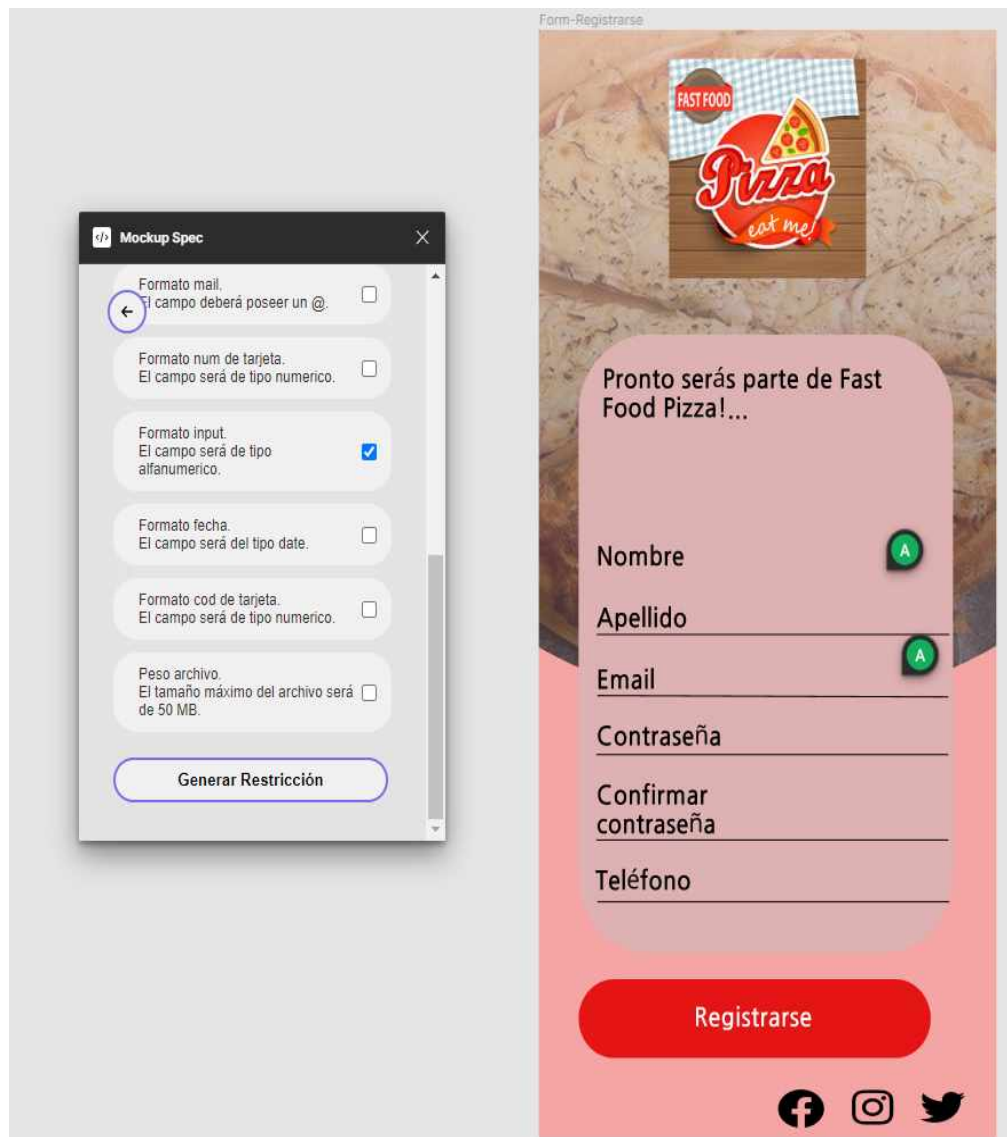 Form-Registrarse
FAST FOOD
Pizza
eat me!
</> Mockup Spec
Formato mail.
El campo deberá poseer un @.
Formato num de tarjeta.
El campo será de tipo numerico.
Formato input.
El campo será de tipo
alfanumerico.
Formato fecha.
El campo será del tipo date.
Formato cod de tarjeta.
El campo será de tipo numerico.
Peso archivo.
El tamaño máximo del archivo será
de 50 MB.
Generar Restricción
Pronto serás parte de Fast
Food Pizza!...
Nombre
A
Apellido
A
Email
Contraseña
Confirmar
contraseña
Teléfono
Registrarse